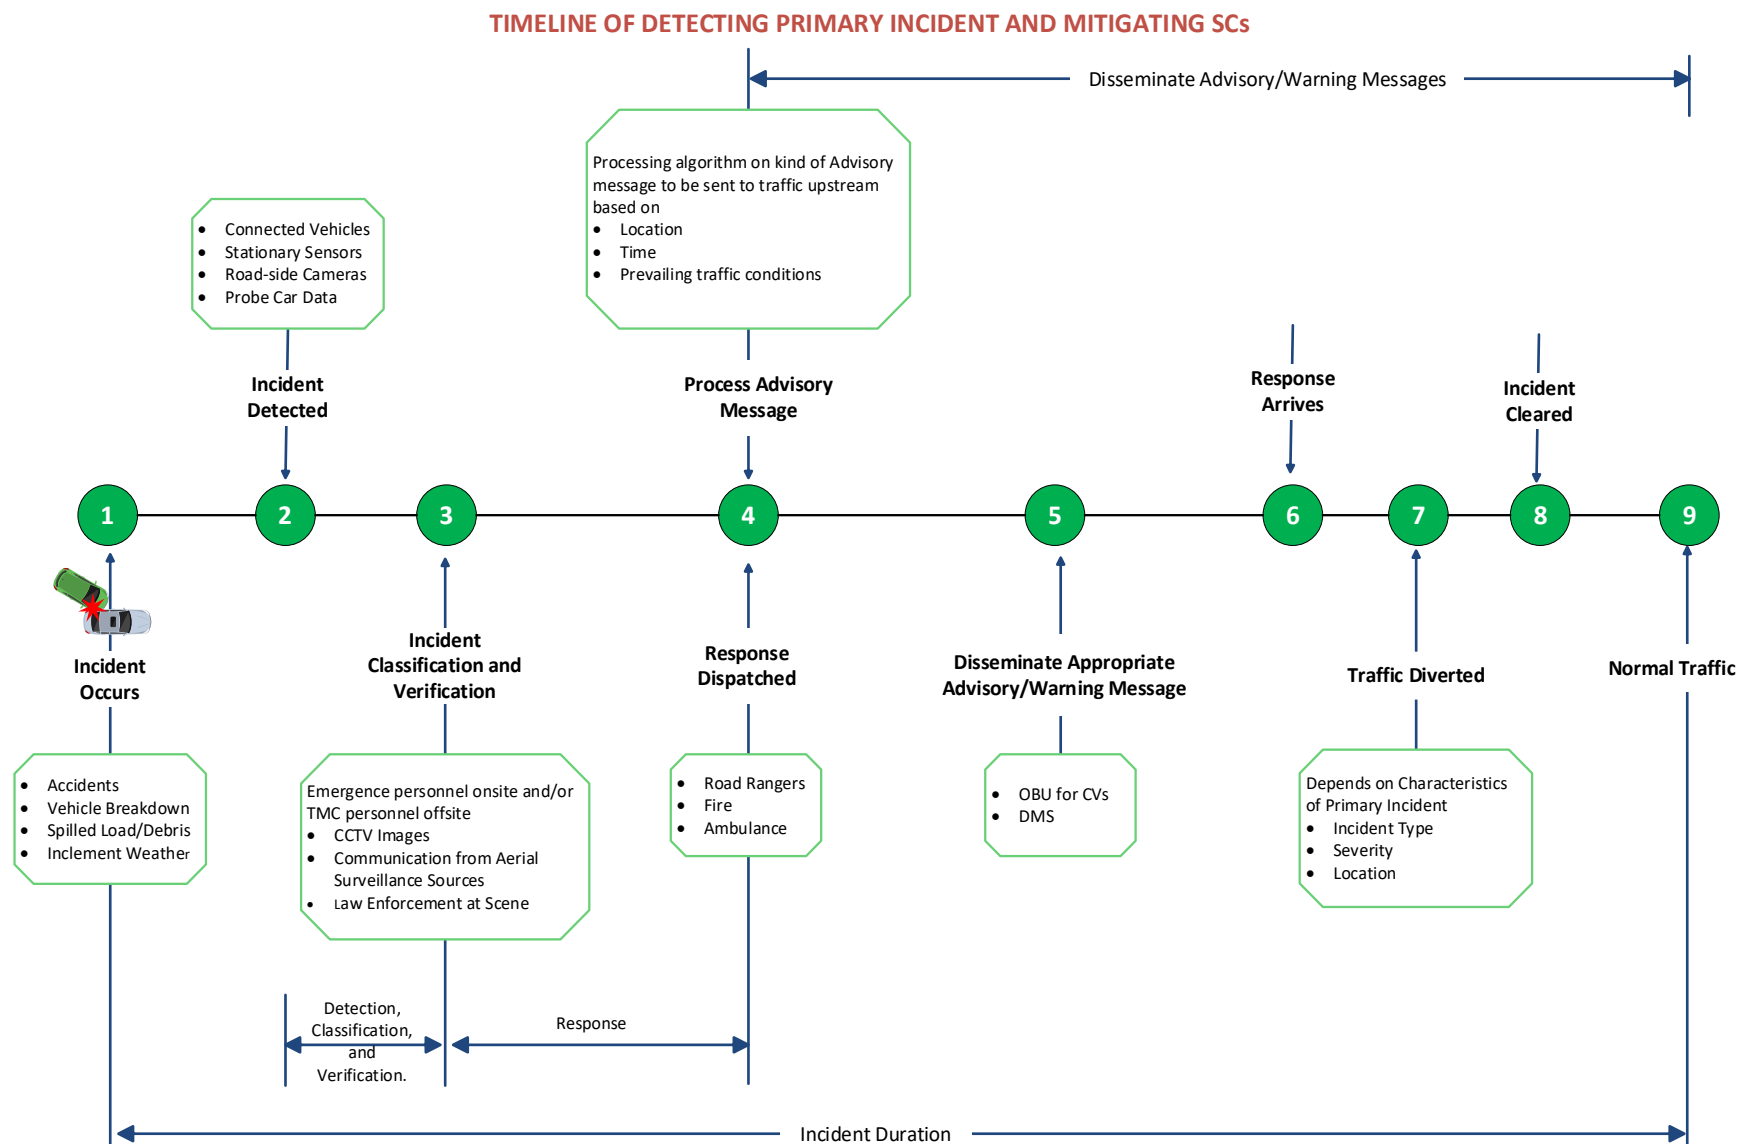 TIMELINE OF DETECTING PRIMARY INCIDENT AND MITIGATING SCs
Disseminate Advisory/Warning Messages
Processing algorithm on kind of Advisory
message to be sent to traffic upstream
based on
• Location
• Time
• Prevailing traffic conditions
• Connected Vehicles
• Stationary Sensors
• Road-side Cameras
• Probe Car Data
Incident
Detected
Process Advisory
Message
Response
Arrives
Incident
Cleared
1
2
3
4
5
6
7
8
9
Incident
Occurs
Incident
Classification and
Verification
Response
Dispatched
Disseminate Appropriate
Advisory/Warning Message
Traffic Diverted
Normal Traffic
• Accidents
• Vehicle Breakdown
• Spilled Load/Debris
• Inclement Weather
Emergence personnel onsite and/or
TMC personnel offsite
• CCTV Images
• Communication from Aerial
Surveillance Sources
• Law Enforcement at Scene
• Road Rangers
• Fire
• Ambulance
• OBU for CVs
• DMS
Depends on Characteristics
of Primary Incident
• Incident Type
• Severity
• Location
Detection,
Classification,
and
Verification.
Response
Incident Duration